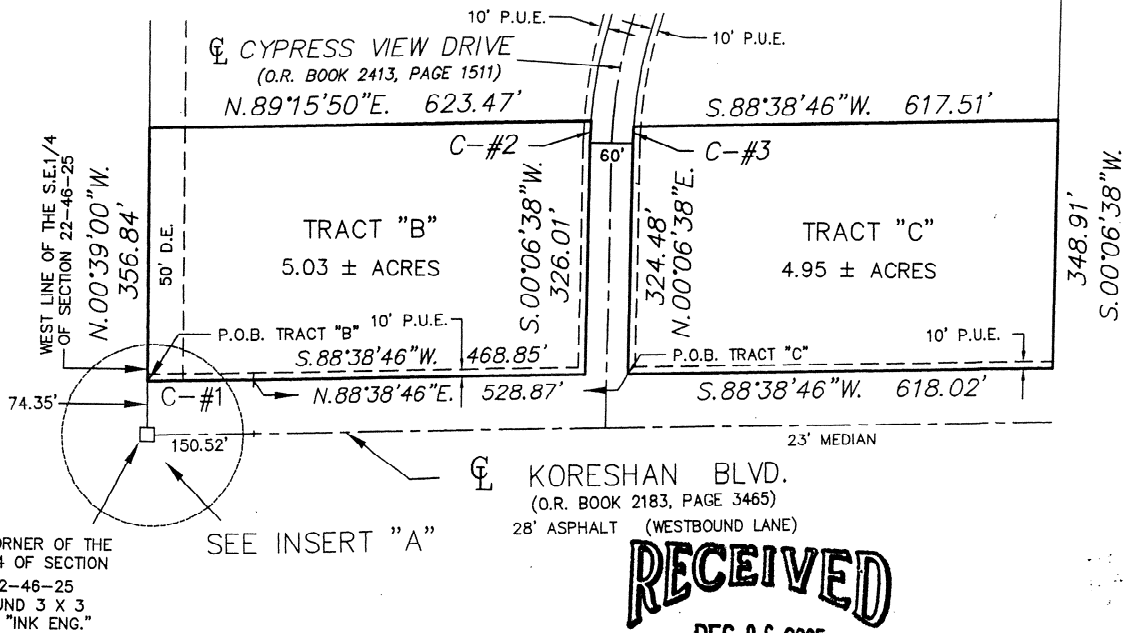 10' P.U.E.
10' P.U.E.
℄ CYPRESS VIEW DRIVE
(O.R. BOOK 2413, PAGE 1511)
N.89°15'50"E. 623.47'
S.88°38'46"W. 617.51'
C-#2
60'
C-#3
WEST LINE OF THE S.E.1/4
OF SECTION 22-46-25
N.00°39'00"W.
356.84'
50' D.E.
TRACT "B"
5.03 ± ACRES
S.00°06'38"W.
326.01'
324.48'
N.00°06'38"E.
TRACT "C"
4.95 ± ACRES
348.91'
S.00°06'38"W.
P.O.B. TRACT "B"
10' P.U.E.
S.88°38'46"W. 468.85'
P.O.B. TRACT "C"
10' P.U.E.
74.35'
C-#1
N.88°38'46"E. 528.87'
S.88°38'46"W. 618.02'
150.52'
23' MEDIAN
℄ KORESHAN BLVD.
(O.R. BOOK 2183, PAGE 3465)
28' ASPHALT (WESTBOUND LANE)
SEE INSERT "A"
ORNER OF THE
4 OF SECTION
2-46-25
UND 3 X 3
"INK ENG."
RECEIVED